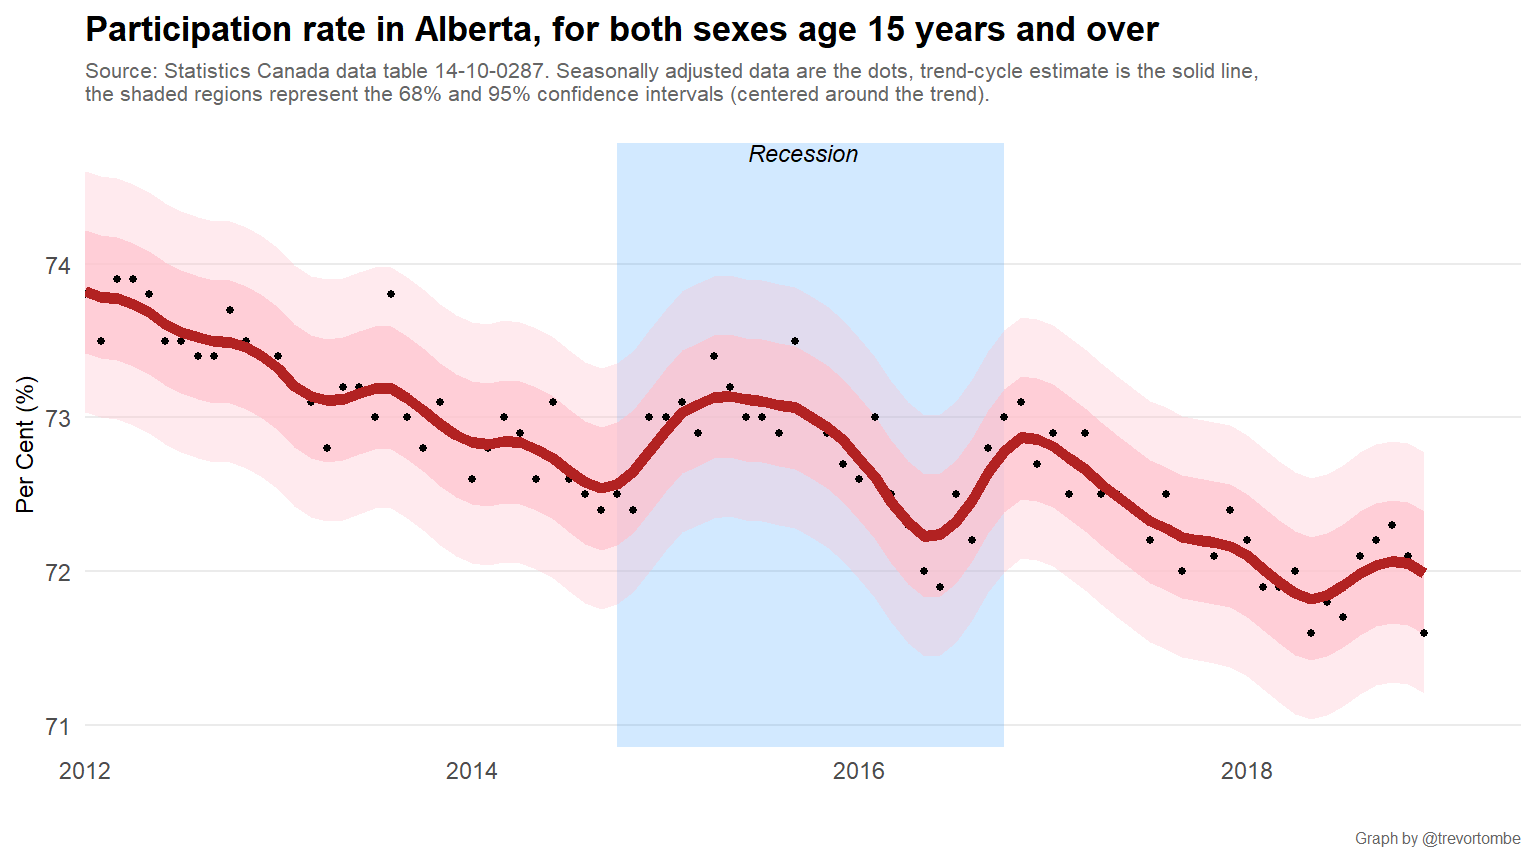 Participation rate in Alberta, for both sexes age 15 years and over
Source: Statistics Canada data table 14-10-0287. Seasonally adjusted data are the dots, trend-cycle estimate is the solid line,
the shaded regions represent the 68% and 95% confidence intervals (centered around the trend).
Recession
Per Cent (%)
74
73
72
71
2012
2014
2016
2018
Graph by @trevortombe